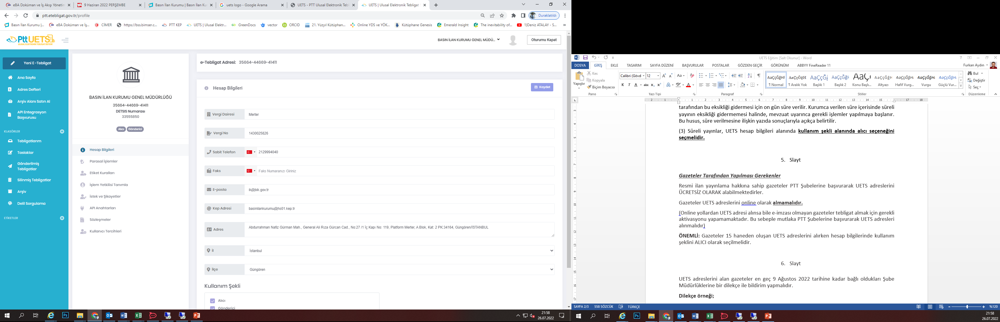 eBA Doküman ve İş Akışı Yönetim
9 Haziran 2022 PERŞEMBE
Basın İlan Kurumu | Basın İlan Ku
uets logo - Google Arama
UETS - PTT Ulusal Elektronik Tebl
UETS | Ulusal Elektronik Tebligat
ptt.etebligat.gov.tr/profile
Duraklatıldı
Basın İlan Kurumu |...
eBA Doküman ve İş...
CİMER
https://bss.bimser.c...
PTT KEP
UETS | Ulusal Elektr...
GreenDocs
vector
ORCID
21. Yüzyıl Kütüphan...
Online YDS ve YÖK...
Kütüphane Genesis
Emerald Insight
The inevitability of...
1)Deniz ATALAY - S...
PttUETS
ULUSAL ELEKTRONİK TEBLİGAT SİSTEMİ
BASIN İLAN KURUMU GENEL MÜDÜ...
Oturumu Kapat
Yeni E-Tebligat
Ana Sayfa
Adres Defteri
Arşiv Alanı Satın Al
API Entegrasyon
Başvurusu
KLASÖRLER
Tebligatlarım
Taslaklar
Gönderilmiş
Tebligatlar
Silinmiş Tebligatlar
Arşiv
Delil Sorgulama
ETİKETLER
BASIN İLAN KURUMU GENEL MÜDÜRLÜĞÜ
35664-44669-41411
DETSIS Numarası
33555850
Alıcı Gönderici
Hesap Bilgileri
Parasal İşlemler
Etiket Kuralları
İşlem Yetkilisi Tanımla
İstek ve Şikayetler
API Anahtarları
Sözleşmeler
Kullanıcı Tercihleri
e-Tebligat Adresi: 35664-44669-41411
Hesap Bilgileri
Kaydet
Vergi Dairesi Merter
Vergi No 1430025826
Sabit Telefon 2129994040
Faks Faks Numaranızı Giriniz
E-posta ik@bik.gov.tr
Kep Adresi basinilankurumu@hs01.kep.tr
Adres Abdurrahman Nafiz Gürman Mah., General Ali Rıza Gürcan Cad., No:27 /1 İç Kapı No: 119, Platform Merter, A Blok, Kat: 2 PK:34164, Güngören/İSTANBUL
İl İstanbul
İlçe Güngören
Kullanım Şekli
Alıcı
Gönderici
21:58
26.07.2022
UETS Eğitim [Salt Okunur] - Word
DOSYA GİRİŞ EKLE TASARIM SAYFA DÜZENİ BAŞVURULAR POSTALAR GÖZDEN GEÇİR GÖRÜNÜM ABBYY FineReader 11
Furkan Aydın
Yapıştır
Kes
Kopyala
Biçim Boyacısı
Pano
Calibri (Gövd 12
Yazı Tipi
Paragraf
AaÇçĞğHł AaÇçĞğH AaÇçĞ AaÇçĞğł AaÇ AaÇçĞğH AaÇçĞğH AaÇçĞğH AaÇçĞğH
¶ Normal ¶ Aralık Yok Başlık 1 Başlık 2 Konu Başlı... Altyazı Hafif Vurg... Vurgu Güçlü Vur...
Stiller
Bul
Değiştir
Seç
Düzenleme
tarafından bu eksikliği gidermesi için on gün süre verilir. Kurumca verilen süre içerisinde süreli
yayının eksikliği gidermemesi halinde, mevzuat uyarınca gerekli işlemler yapılmaya başlanır.
Bu husus, süre verilmesine ilişkin yazıda sonuçlarıyla açıkça belirtilir.
(3) Süreli yayınlar, UETS hesap bilgileri alanında kullanım şekli alanında alıcı seçeneğini
seçmelidir.
5. Slayt
Gazeteler Tarafından Yapılması Gerekenler
Resmi ilan yayınlama hakkına sahip gazeteler PTT Şubelerine başvurarak UETS adreslerini
ÜCRETSİZ OLARAK alabilmektedirler.
Gazeteler UETS adreslerini online olarak almamalıdır.
(Online yollardan UETS adresi alınsa bile e-imzası olmayan gazeteler tebligat almak için gerekli
aktivasyonu yapamamaktadır. Bu sebeple mutlaka PTT Şubelerine başvurarak UETS adresleri
alınmalıdır)
ÖNEMLİ: Gazeteler 15 haneden oluşan UETS adreslerini alırken hesap bilgilerinde kullanım
şeklini ALICI olarak seçilmelidir.
6. Slayt
UETS adreslerini alan gazeteler en geç 9 Ağustos 2022 tarihine kadar bağlı oldukları Şube
Müdürlüklerine bir dilekçe ile bildirim yapmalıdır.
Dilekçe örneği;
SAYFA 2/3 558 SÖZCÜK TÜRKÇE
%120
21:58
26.07.2022